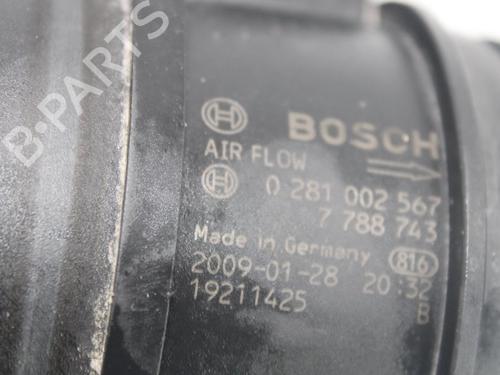 B-PARTS
BOSCH
AIR FLOW
0 281 002 567
7 788 743
Made in Germany 816
2009-01-28 20:32
19211425 B